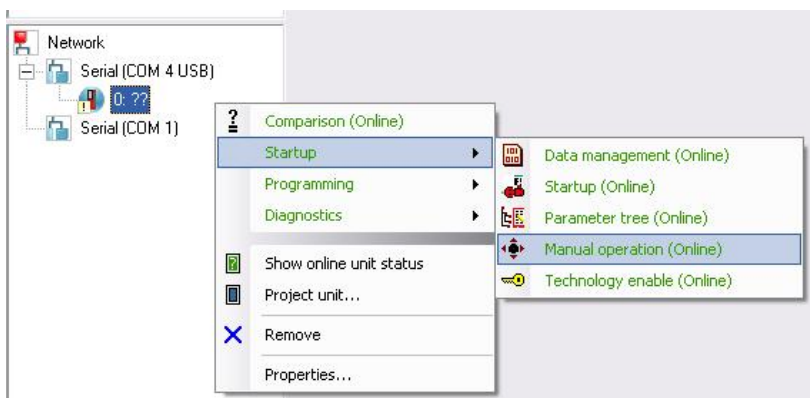 Network
Serial (COM 4 USB)
0: ??
Serial (COM 1)
Comparison (Online)
Startup
Programming
Diagnostics
Show online unit status
Project unit...
Remove
Properties...
Data management (Online)
Startup (Online)
Parameter tree (Online)
Manual operation (Online)
Technology enable (Online)